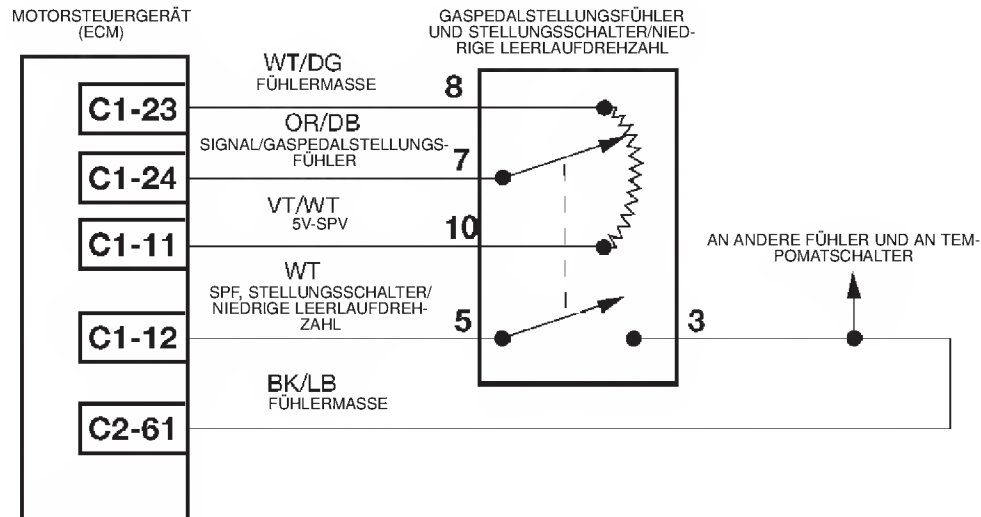 MOTORSTEUERGERÄT
(ECM)
GASPEDALSTELLUNGSFÜHLER
UND STELLUNGSSCHALTER/NIED-
RIGE LEERLAUFDREHZAHL
WT/DG
FÜHLERMASSE
8
C1-23
OR/DB
SIGNAL/GASPEDALSTELLUNGS-
FÜHLER
7
C1-24
VT/WT
5V-SPV
10
C1-11
AN ANDERE FÜHLER UND AN TEM-
POMATSCHALTER
WT
SPF, STELLUNGSSCHALTER/
NIEDRIGE LEERLAUFDREH-
ZAHL
5
3
C1-12
BK/LB
FÜHLERMASSE
C2-61